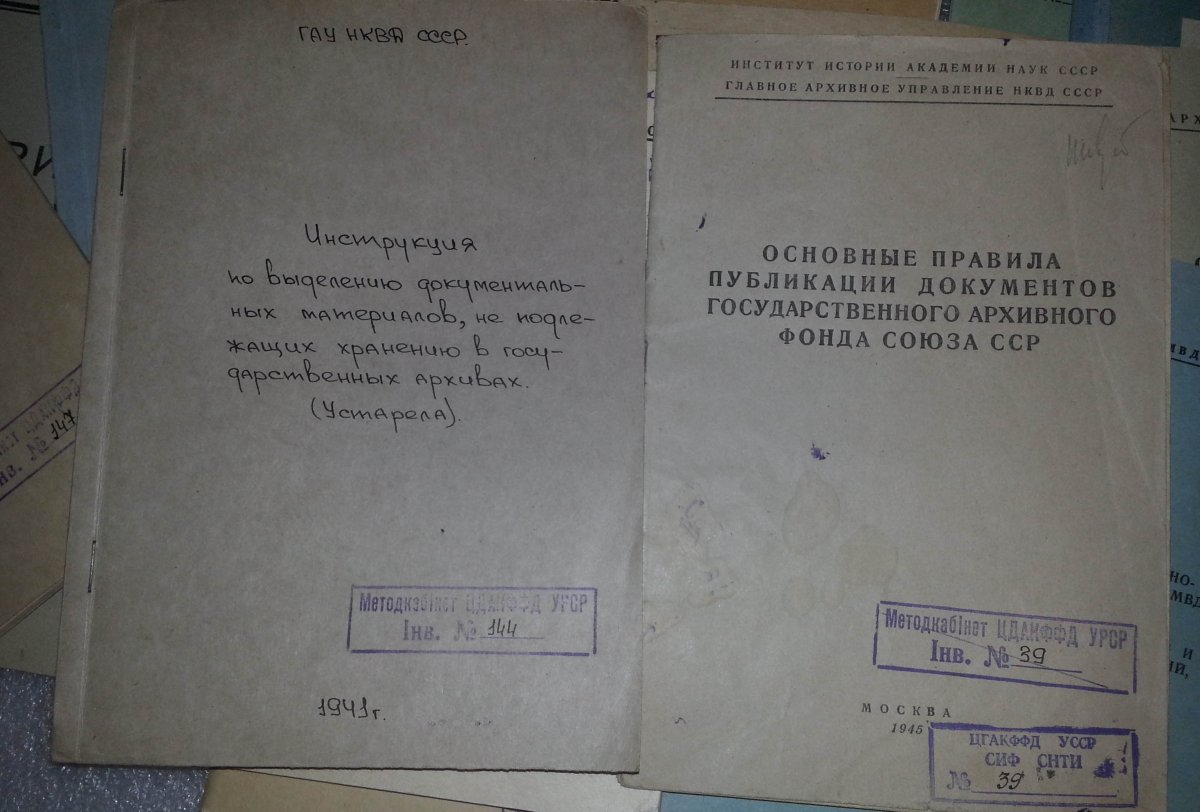 ГАУ НКВД СССР.
Инструкция
по выделению документаль-
ных материалов, не подле-
жащих хранению в госу-
дарственных архивах.
(Устарела).
Методкабінет ЦДАКФФД УРСР
Інв. № 144
1941 г.
ИНСТИТУТ ИСТОРИИ АКАДЕМИИ НАУК СССР
ГЛАВНОЕ АРХИВНОЕ УПРАВЛЕНИЕ НКВД СССР
ОСНОВНЫЕ ПРАВИЛА
ПУБЛИКАЦИИ ДОКУМЕНТОВ
ГОСУДАРСТВЕННОГО АРХИВНОГО
ФОНДА СОЮЗА ССР
Методкабінет ЦДАКФФД УРСР
Інв. № 39
МОСКВА
1945
ЦГАКФФД УССР
СИФ СНТИ
№ 39
ЦДАКФФД
№ 147